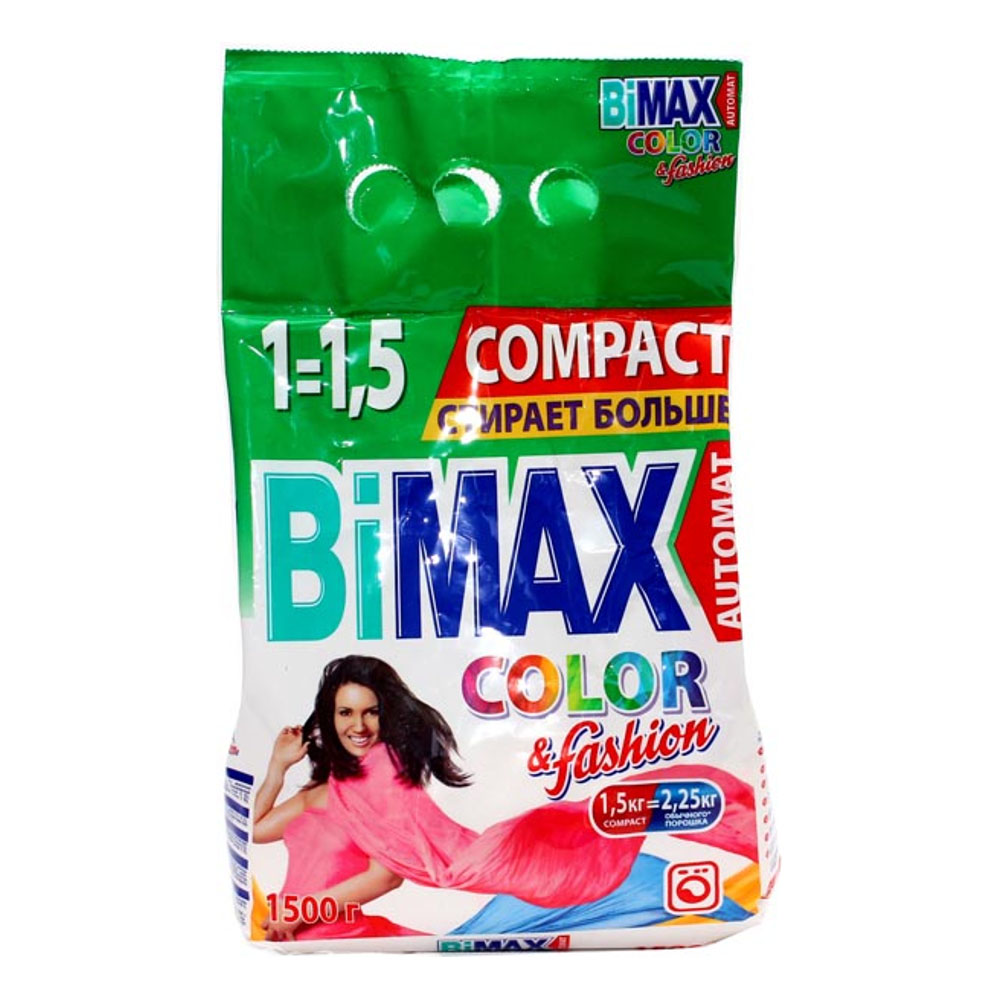 BiMAX
AUTOMAT
COLOR
& fashion
1=1,5
COMPACT
СТИРАЕТ БОЛЬШЕ
BiMAX
AUTOMAT
COLOR
& fashion
1,5кг=2,25кг
COMPACT ОБЫЧНОГО*
ПОРОШКА
1500 г
BiMAX